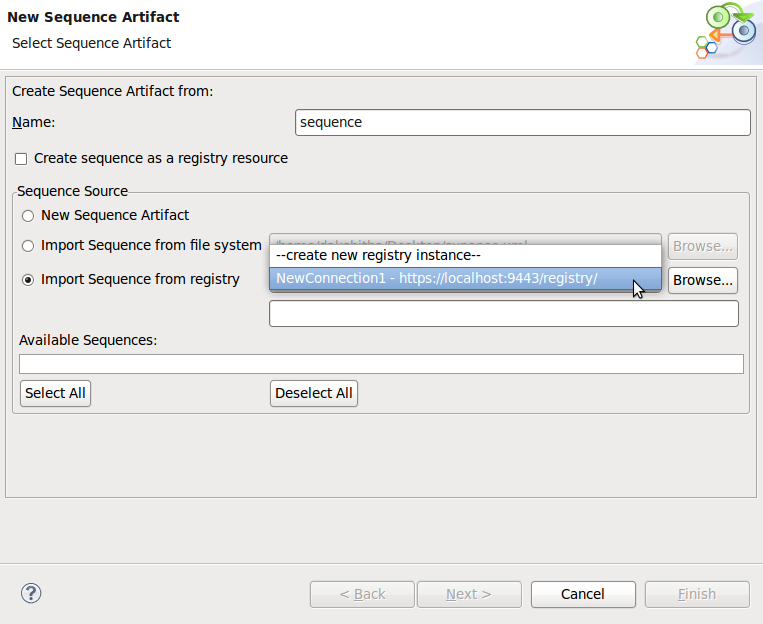 New Sequence Artifact
Select Sequence Artifact
Create Sequence Artifact from:
Name: sequence
Create sequence as a registry resource
Sequence Source
New Sequence Artifact
Import Sequence from file system Browse...
--create new registry instance--
Import Sequence from registry NewConnection1 - https://localhost:9443/registry/ Browse...
Available Sequences:
Select All Deselect All
< Back Next > Cancel Finish